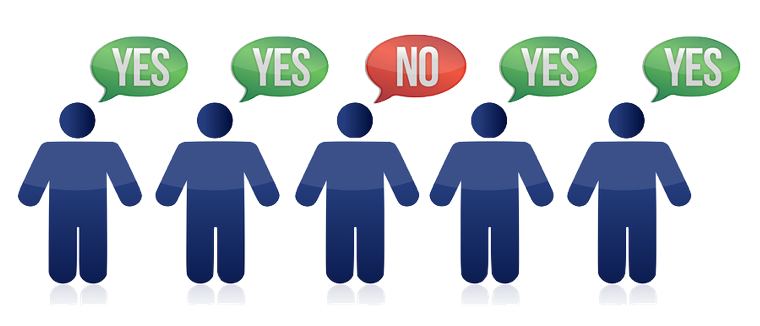 YES YES NO YES YES